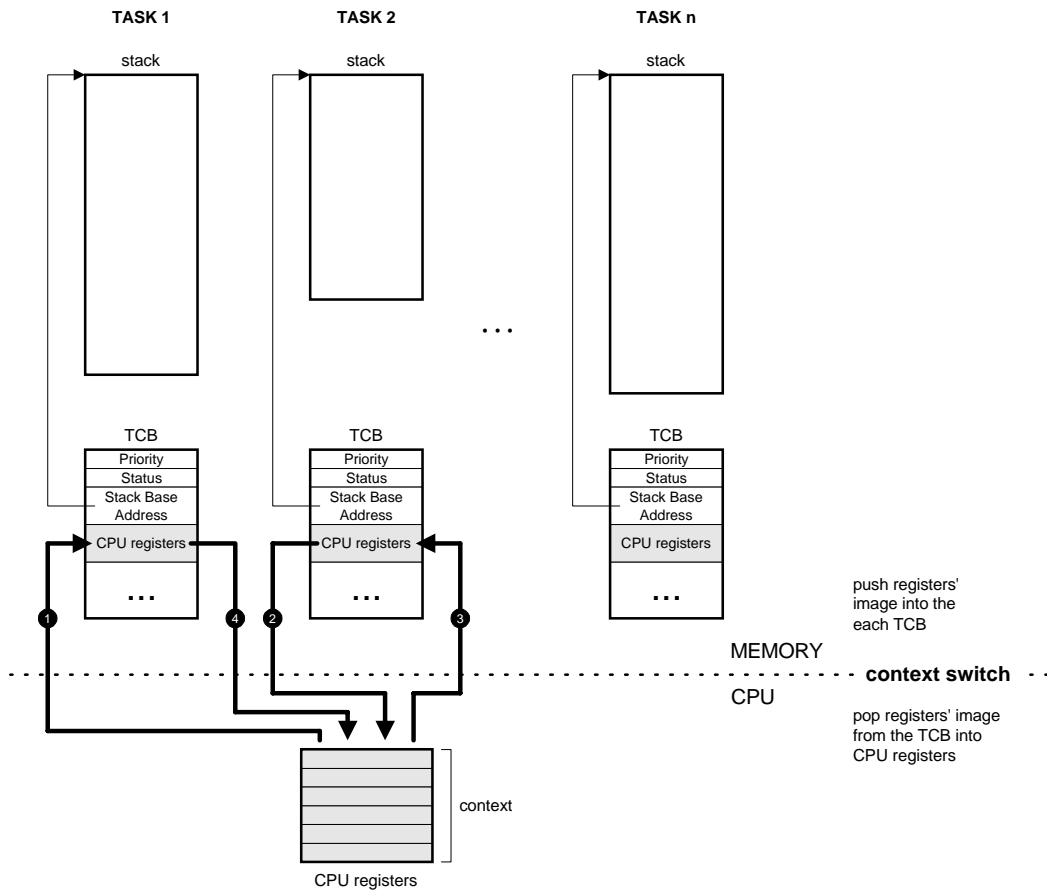 TASK 1
TASK 2
TASK n
stack
stack
stack
...
TCB
TCB
TCB
Priority
Priority
Priority
Status
Status
Status
Stack Base
Address
Stack Base
Address
Stack Base
Address
CPU registers
CPU registers
CPU registers
...
...
...
1
4
2
3
push registers'
image into the
each TCB
MEMORY
context switch
CPU
pop registers' image
from the TCB into
CPU registers
context
CPU registers